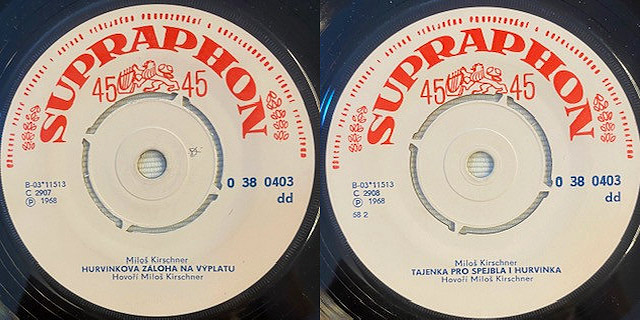 SUPRAPHON
45 45
B-03*11513
C 2907
Ⓟ 1968
0 38 0403
dd
Miloš Kirschner
HURVINKOVA ZÁLOHA NA VÝPLATU
Hovoří Miloš Kirschner
SUPRAPHON
45 45
B-03*11513
C 2908
Ⓟ 1968
58 2
0 38 0403
dd
Miloš Kirschner
TAJENKA PRO SPEJBLA I HURVÍNKA
Hovoří Miloš Kirschner